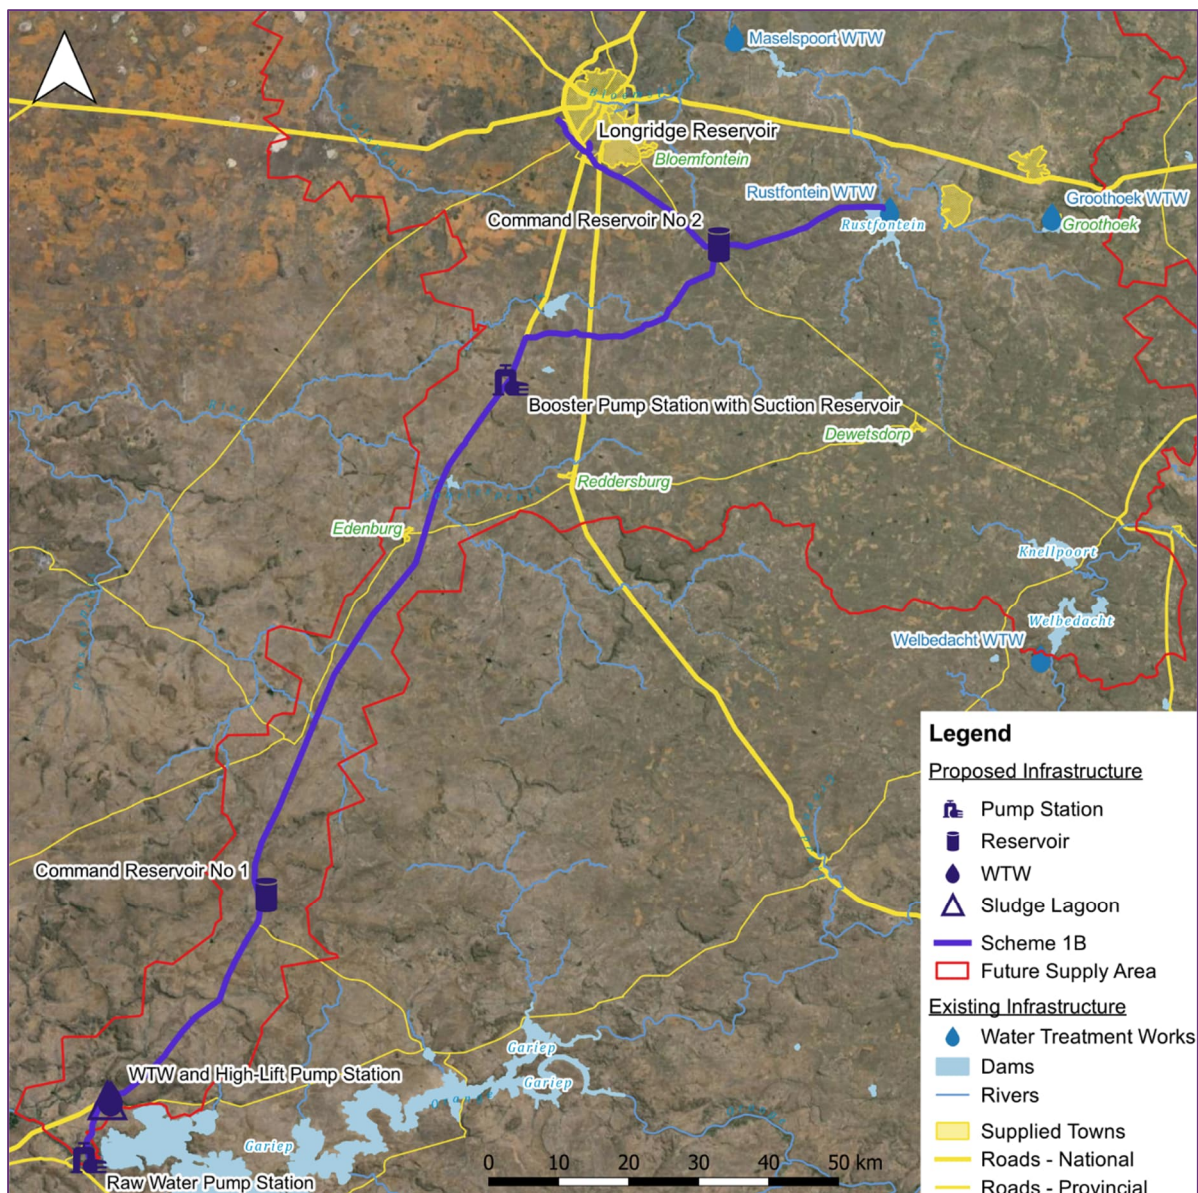 Maselspoort WTW
Longridge Reservoir
Bloemfontein
Rustfontein WTW
Groothoek WTW
Command Reservoir No 2
Rustfontein
Groothoek
Booster Pump Station with Suction Reservoir
Dewetsdorp
Reddersburg
Edenburg
Knellpoort
Welbedacht
Welbedacht WTW
Command Reservoir No 1
Gariep
WTW and High-Lift Pump Station
Gariep
Gariep
Raw Water Pump Station
0 10 20 30 40 50 km
Legend
Proposed Infrastructure
Pump Station
Reservoir
WTW
Sludge Lagoon
Scheme 1B
Future Supply Area
Existing Infrastructure
Water Treatment Works
Dams
Rivers
Supplied Towns
Roads - National
Roads - Provincial